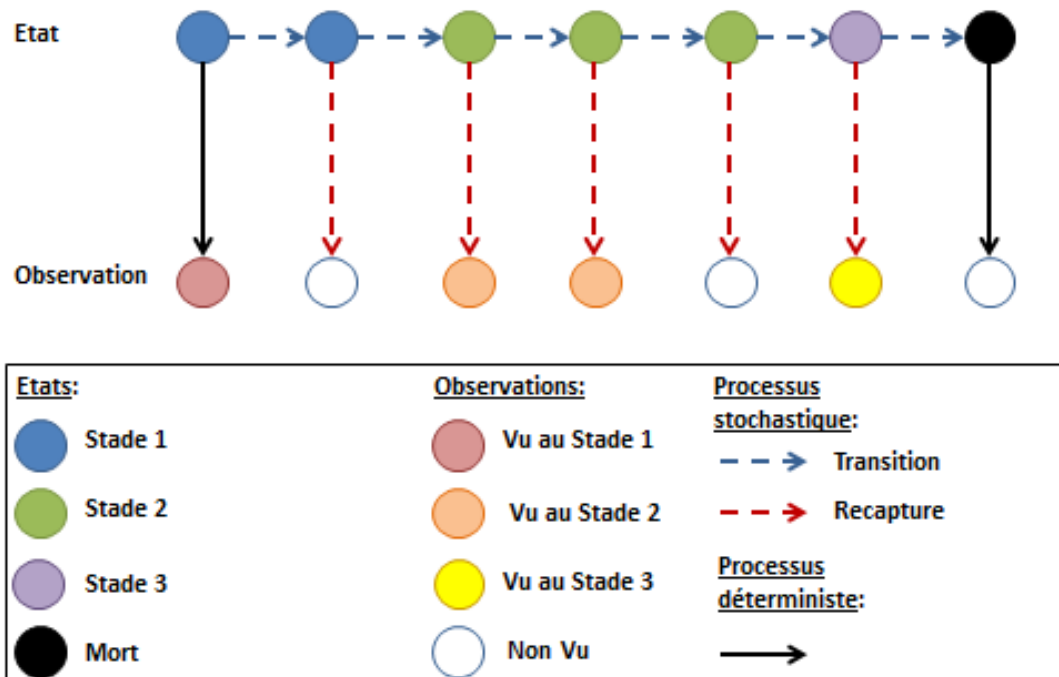 Etat
Observation
Etats:
Stade 1
Stade 2
Stade 3
Mort
Observations:
Vu au Stade 1
Vu au Stade 2
Vu au Stade 3
Non Vu
Processus
stochastique:
Transition
Recapture
Processus
déterministe: